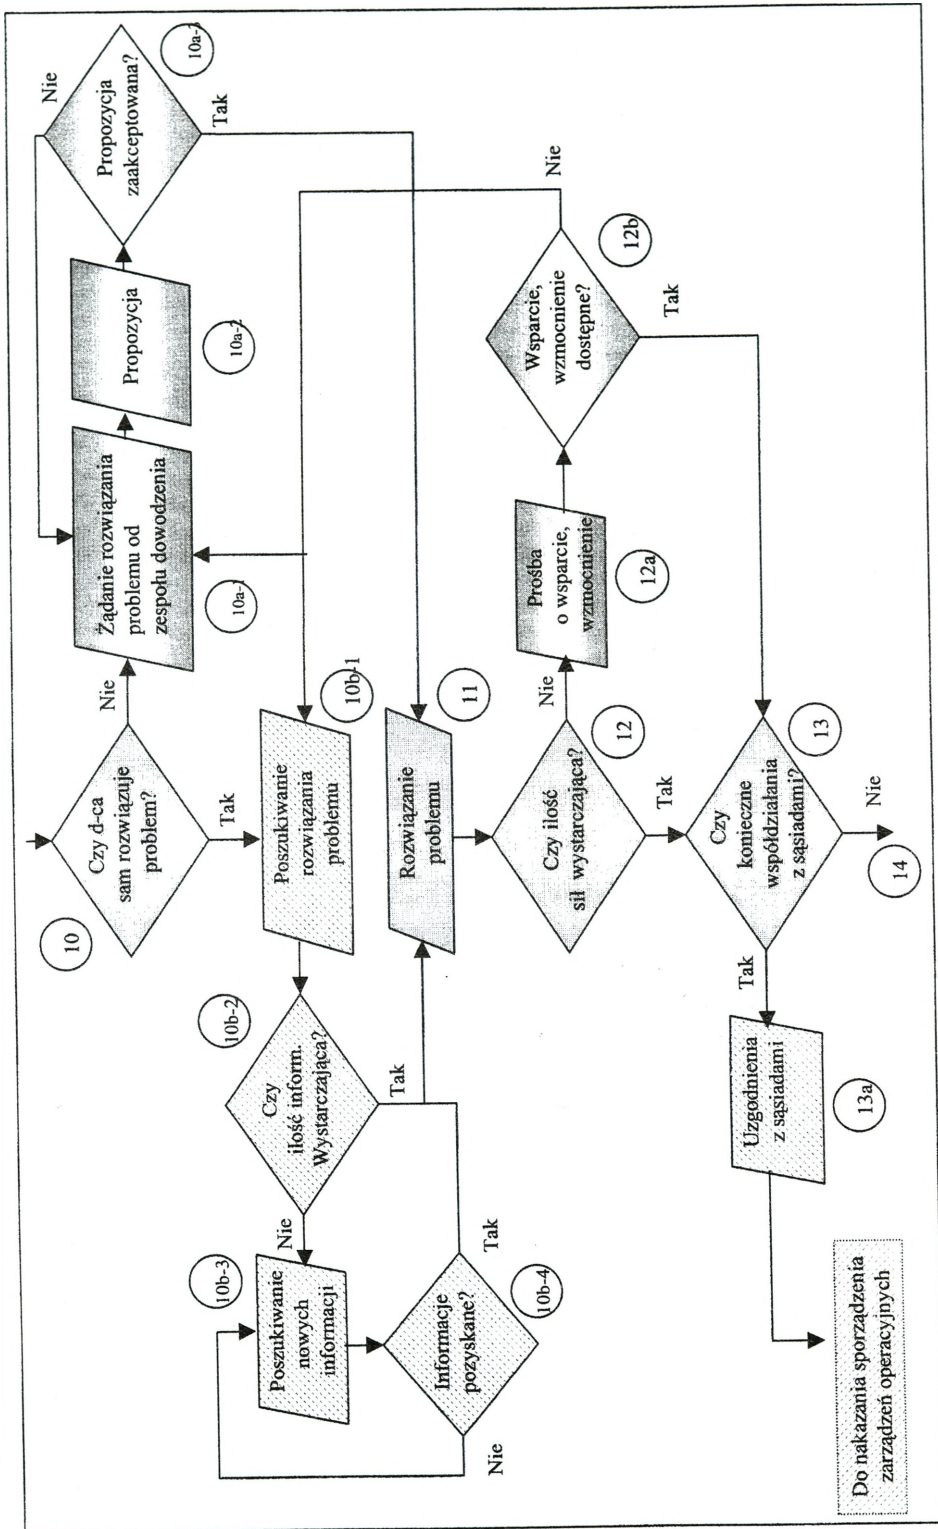 10
Czy d-ca
sam rozwiązuje
problem?
Nie
Tak
Żądanie rozwiązania
problemu od
zespołu dowodzenia
10a-1
Propozycja
10a-2
Propozycja
zaakceptowana?
10a-3
Nie
Tak
Poszukiwanie
rozwiązania
problemu
10b-1
10b-2
Czy
ilość inform.
Wystarczająca?
Nie
Tak
10b-3
Poszukiwanie
nowych
informacji
Informacje
pozyskane?
10b-4
Nie
Tak
Rozwiązanie
problemu
11
Czy ilość
sił wystarczająca?
12
Nie
Tak
Prośba
o wsparcie,
wzmocnienie
12a
Wsparcie,
wzmocnienie
dostępne?
12b
Nie
Tak
Czy
konieczne
współdziałania
z sąsiadami?
13
Tak
Nie
14
Uzgodnienia
z sąsiadami
13a
Do nakazania sporządzenia
zarządzeń operacyjnych